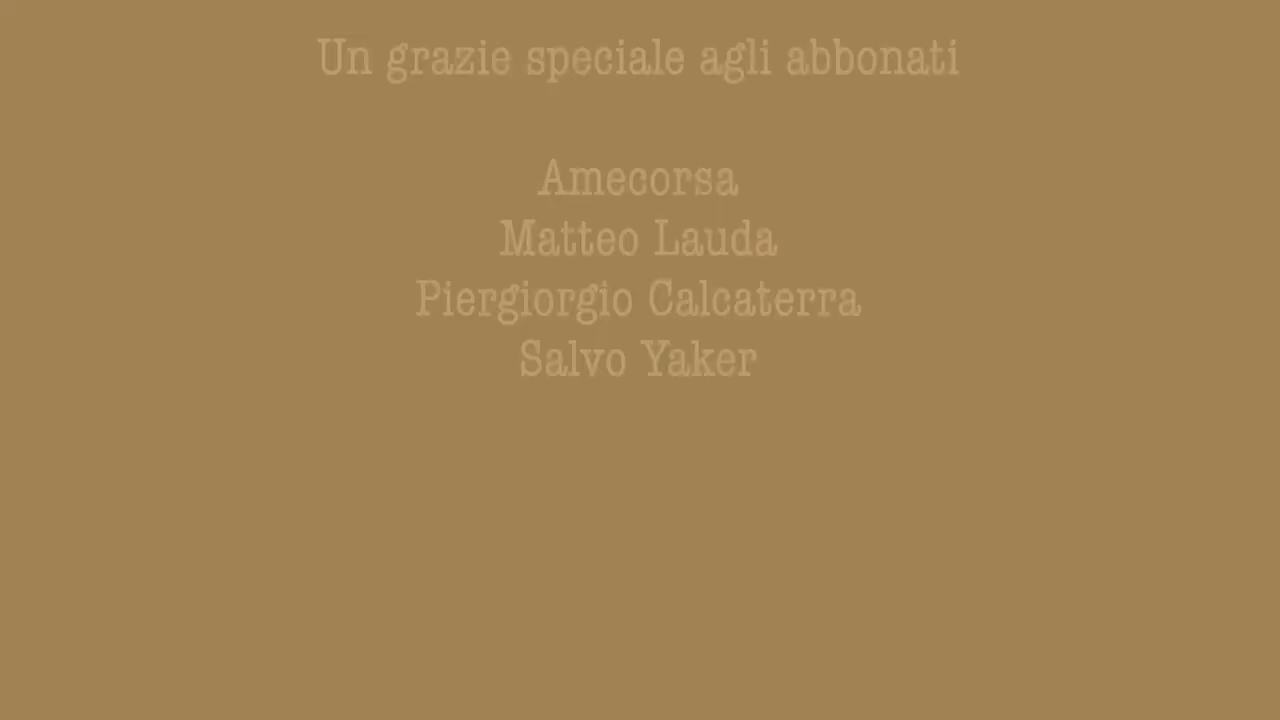 Un grazie speciale agli abbonati
Amecorsa
Matteo Lauda
Piergiorgio Calcaterra
Salvo Yaker